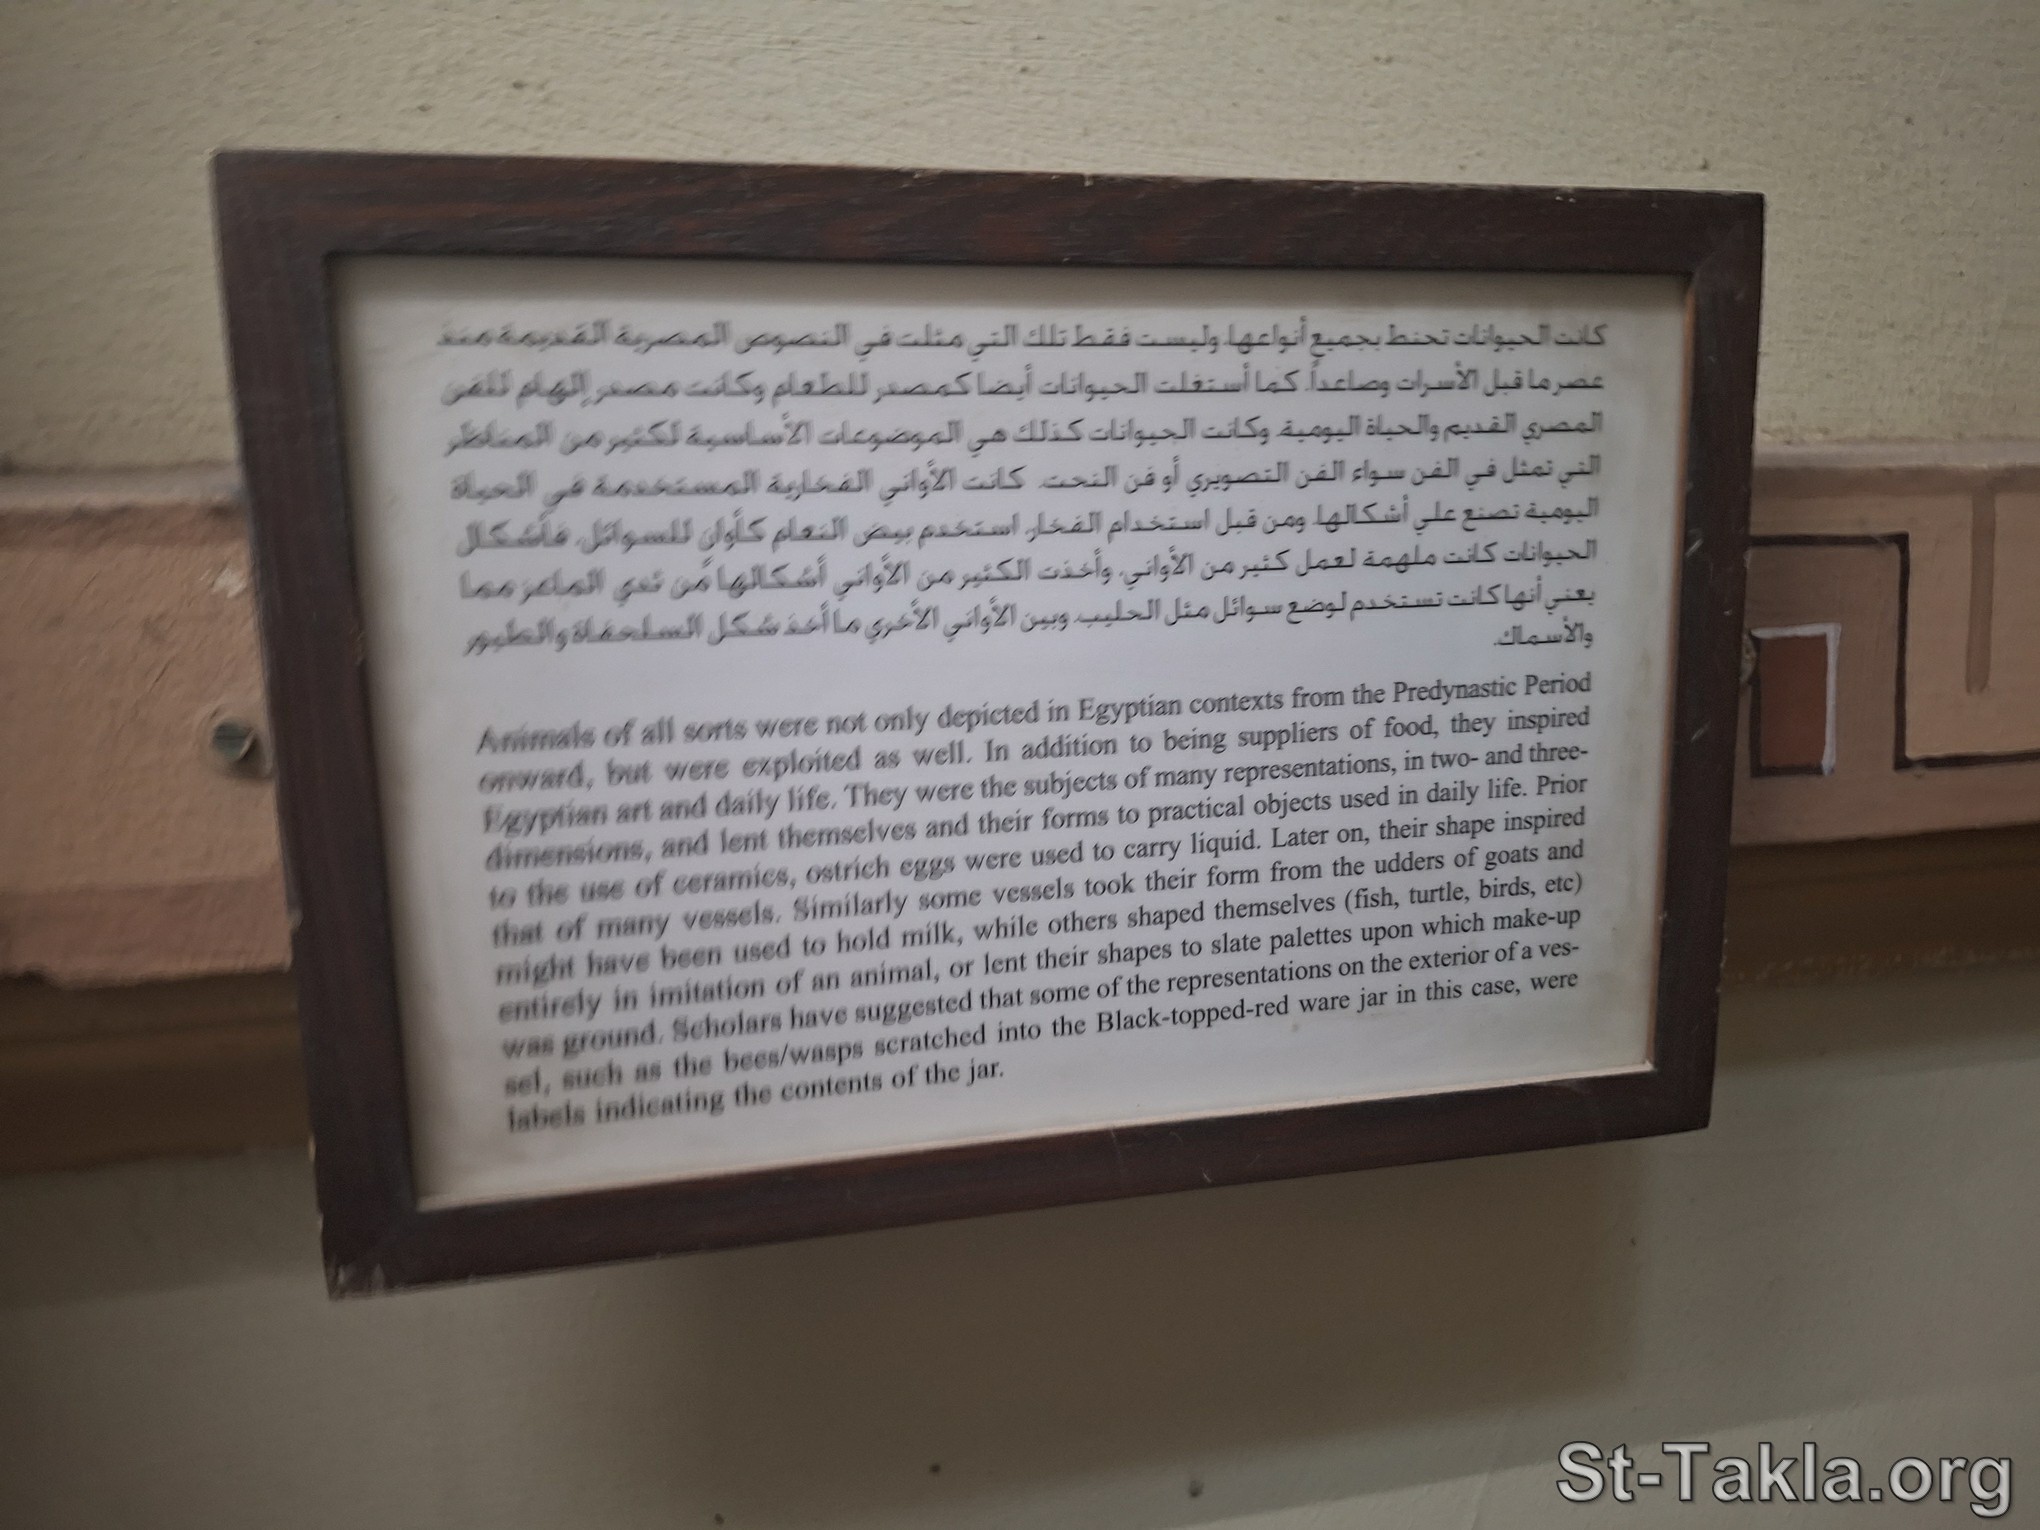 كانت الحيوانات تحنط بجميع أنواعها، وليست فقط تلك التي مثلت في النصوص المصرية القديمة منذ
عصر ما قبل الأسرات وصاعداً. كما أستغلت الحيوانات أيضا كمصدر للطعام وكانت مصدر إلهام للفن
المصري القديم والحياة اليومية. وكانت الحيوانات كذلك هي الموضوعات الأساسية لكثير من المناظر
التي تمثل في الفن سواء الفن التصويري أو فن النحت. كانت الأواني الفخارية المستخدمة في الحياة
اليومية تصنع علي أشكالها. ومن قبل استخدام الفخار، استخدم بيض النعام كأوان للسوائل. فأشكال
الحيوانات كانت ملهمة لعمل كثير من الأواني. وأخذت الكثير من الأواني أشكالها من ثدي الماعز مما
يعني أنها كانت تستخدم لوضع سوائل مثل الحليب. وبين الأواني الأخري ما أخذ شكل السلحفاة والطيور
والأسماك.
Animals of all sorts were not only depicted in Egyptian contexts from the Predynastic Period
onward, but were exploited as well. In addition to being suppliers of food, they inspired
Egyptian art and daily life. They were the subjects of many representations, in two- and three-
dimensions, and lent themselves and their forms to practical objects used in daily life. Prior
to the use of ceramics, ostrich eggs were used to carry liquid. Later on, their shape inspired
that of many vessels. Similarly some vessels took their form from the udders of goats and
might have been used to hold milk, while others shaped themselves (fish, turtle, birds, etc)
entirely in imitation of an animal, or lent their shapes to slate palettes upon which make-up
was ground. Scholars have suggested that some of the representations on the exterior of a ves-
sel, such as the bees/wasps scratched into the Black-topped-red ware jar in this case, were
labels indicating the contents of the jar.
St-Takla.org